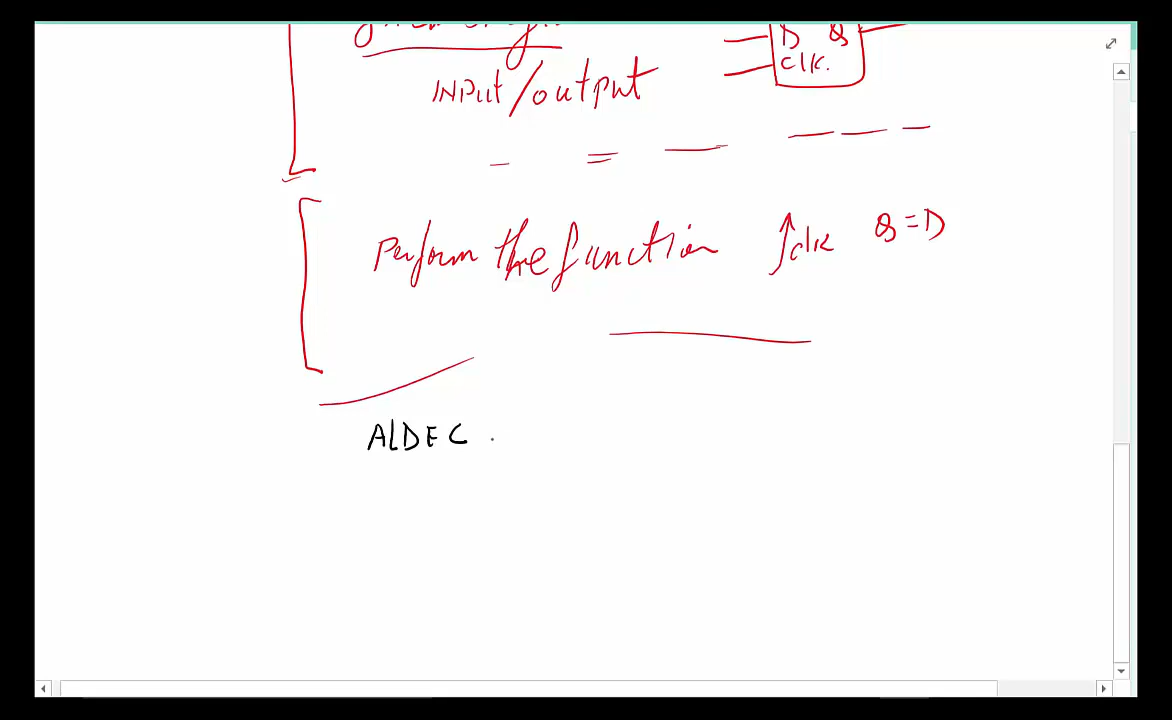 D Q
CLK.
INPUT/output
Perform the function ↑clk Q=D
ALDEC